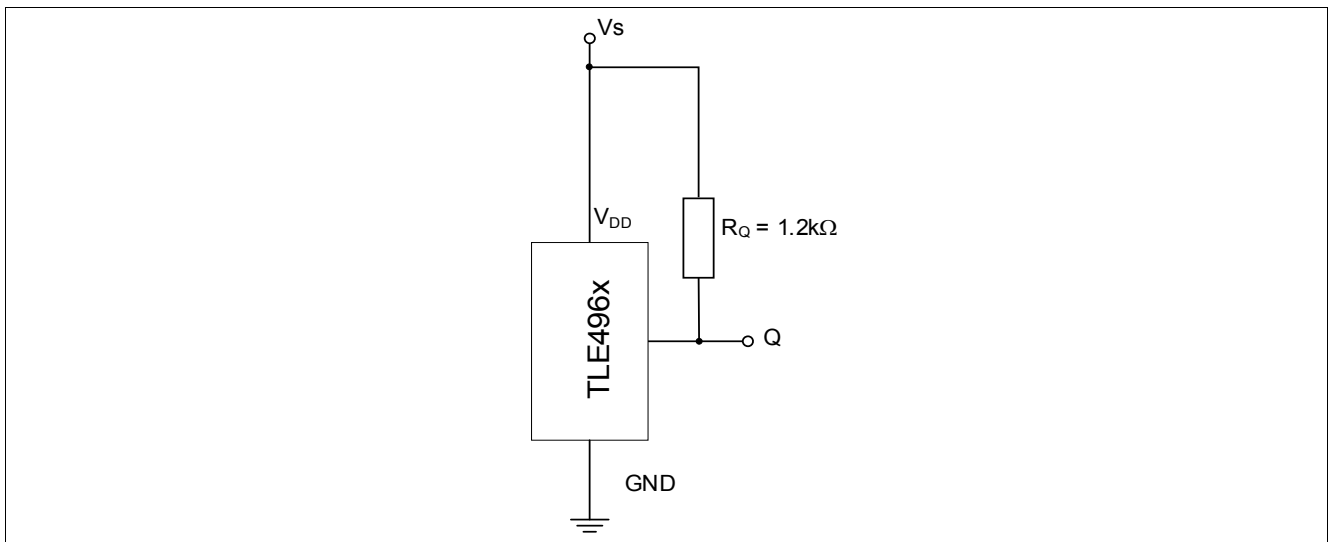 Vs
VDD
RQ = 1.2kΩ
TLE496x
Q
GND